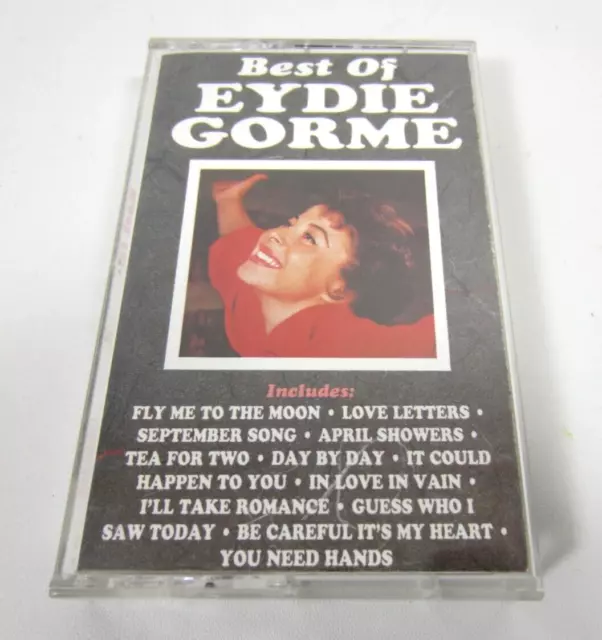 Best Of
EYDIE
GORME
Includes:
FLY ME TO THE MOON • LOVE LETTERS •
SEPTEMBER SONG • APRIL SHOWERS •
TEA FOR TWO • DAY BY DAY • IT COULD
HAPPEN TO YOU • IN LOVE IN VAIN •
I'LL TAKE ROMANCE • GUESS WHO I
SAW TODAY • BE CAREFUL IT'S MY HEART •
YOU NEED HANDS